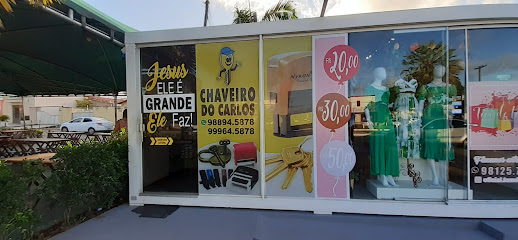 Jesus
ELE É
GRANDE
Ele FAZ!
CHAVEIRO
DO CARLOS
98894.5878
99964.5878
R$
20,00
R$
30,00
50,00
98125.7